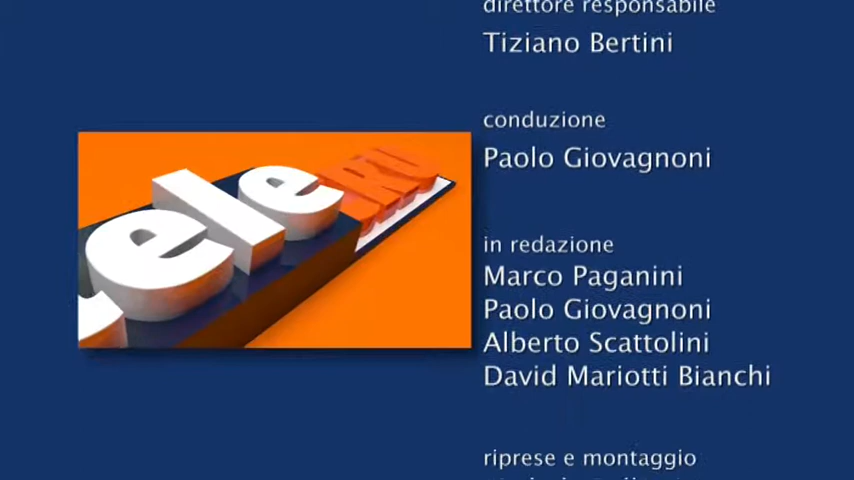 direttore responsabile
Tiziano Bertini
conduzione
Paolo Giovagnoni
tele
in redazione
Marco Paganini
Paolo Giovagnoni
Alberto Scattolini
David Mariotti Bianchi
riprese e montaggio